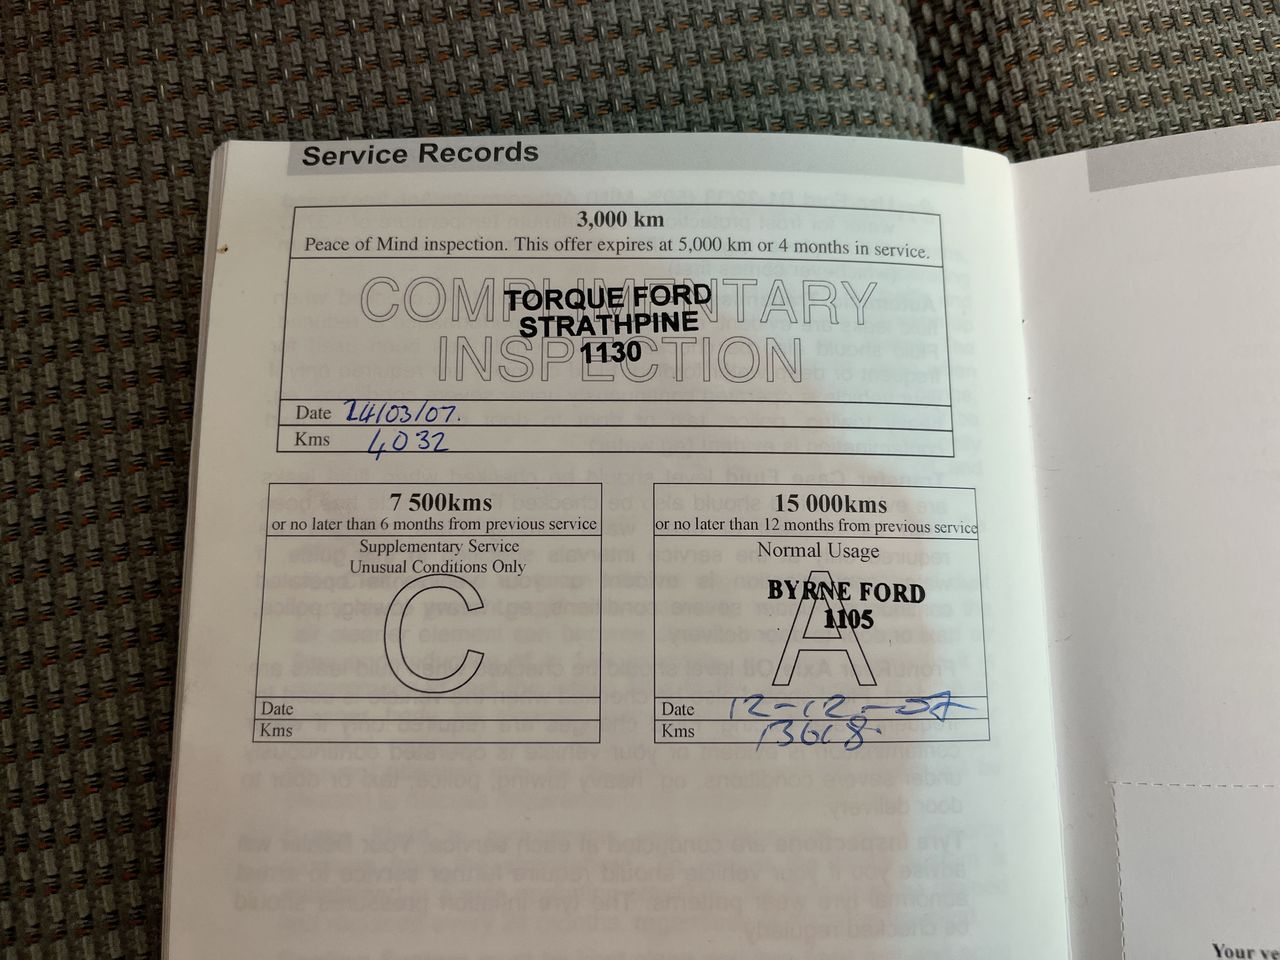 Service Records
3,000 km
Peace of Mind inspection. This offer expires at 5,000 km or 4 months in service.
COMPLIMENTARY
INSPECTION
TORQUE FORD
STRATHPINE
1130
Date 24/03/07.
Kms 4032
7 500kms
or no later than 6 months from previous service
Supplementary Service
Unusual Conditions Only
C
Date
Kms
15 000kms
or no later than 12 months from previous service
Normal Usage
A
BYRNE FORD
1105
Date 12-12-07
Kms
Your